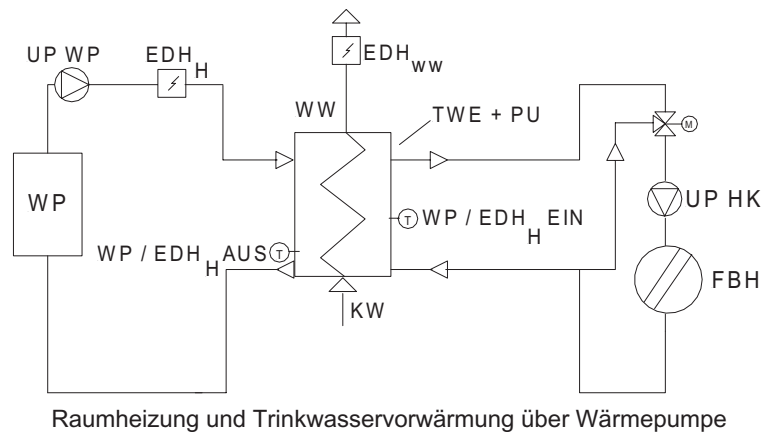 UP WP
EDH H
EDH ww
WW
TWE + PU
M
WP
T WP / EDH H EIN
UP HK
WP / EDH H AUS T
FBH
KW
Raumheizung und Trinkwasservorwärmung über Wärmepumpe